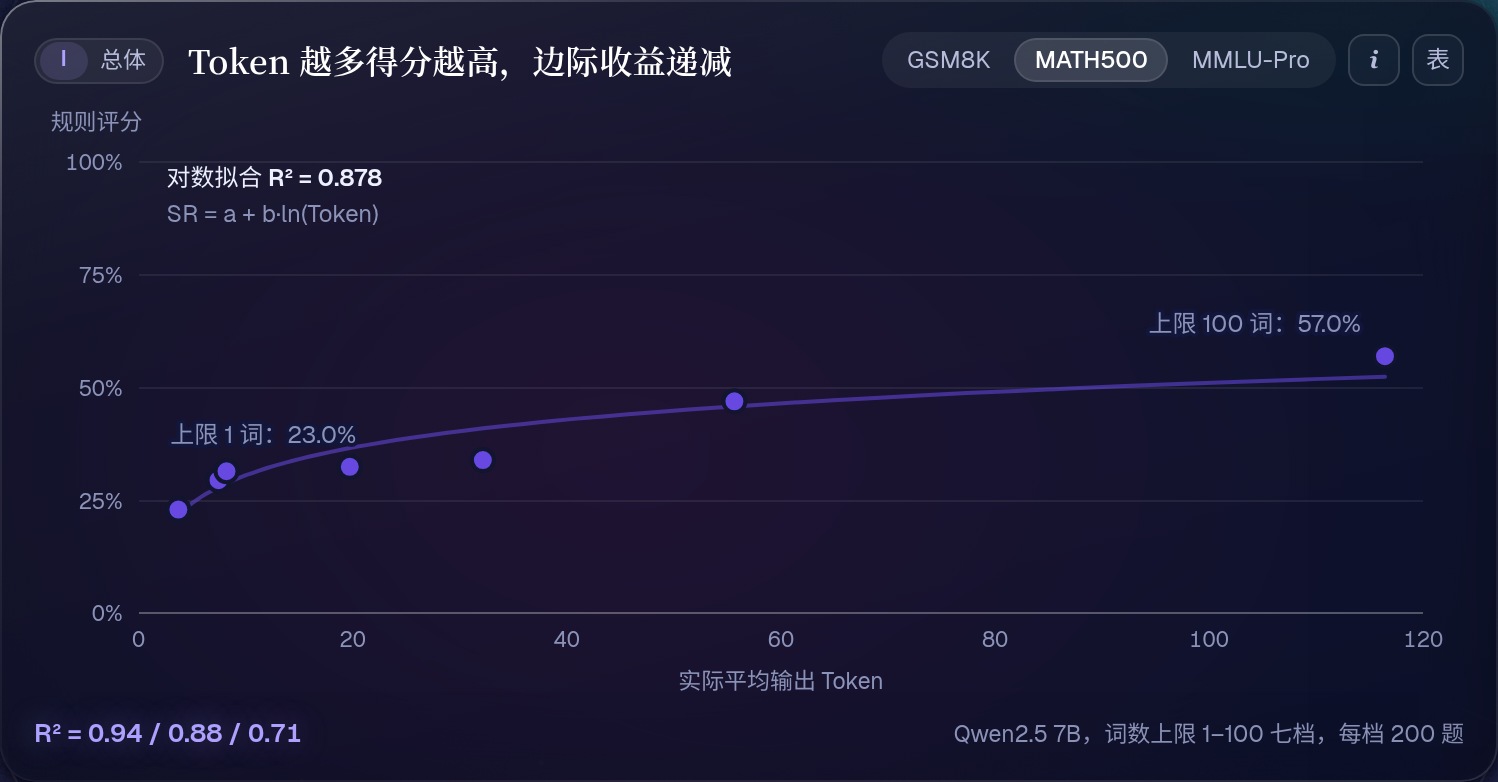 I 总体 Token 越多得分越高，边际收益递减 GSM8K MATH500 MMLU-Pro i 表
规则评分
100%
对数拟合 R² = 0.878
SR = a + b·ln(Token)
75%
上限 100 词：57.0%
50%
上限 1 词：23.0%
25%
0%
0 20 40 60 80 100 120
实际平均输出 Token
R² = 0.94 / 0.88 / 0.71 Qwen2.5 7B，词数上限 1–100 七档，每档 200 题